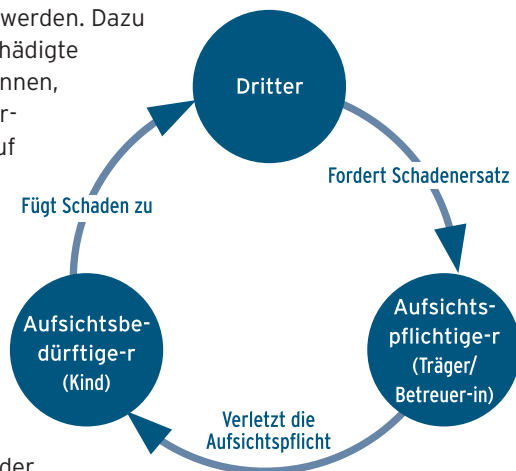 werden. Dazu
hädigte
nnen,
r-
uf
Dritter
Fordert Schadenersatz
Fügt Schaden zu
Aufsichtsbe-
dürftige-r
(Kind)
Aufsichts-
pflichtige-r
(Träger/
Betreuer-in)
Verletzt die
Aufsichtspflicht
der